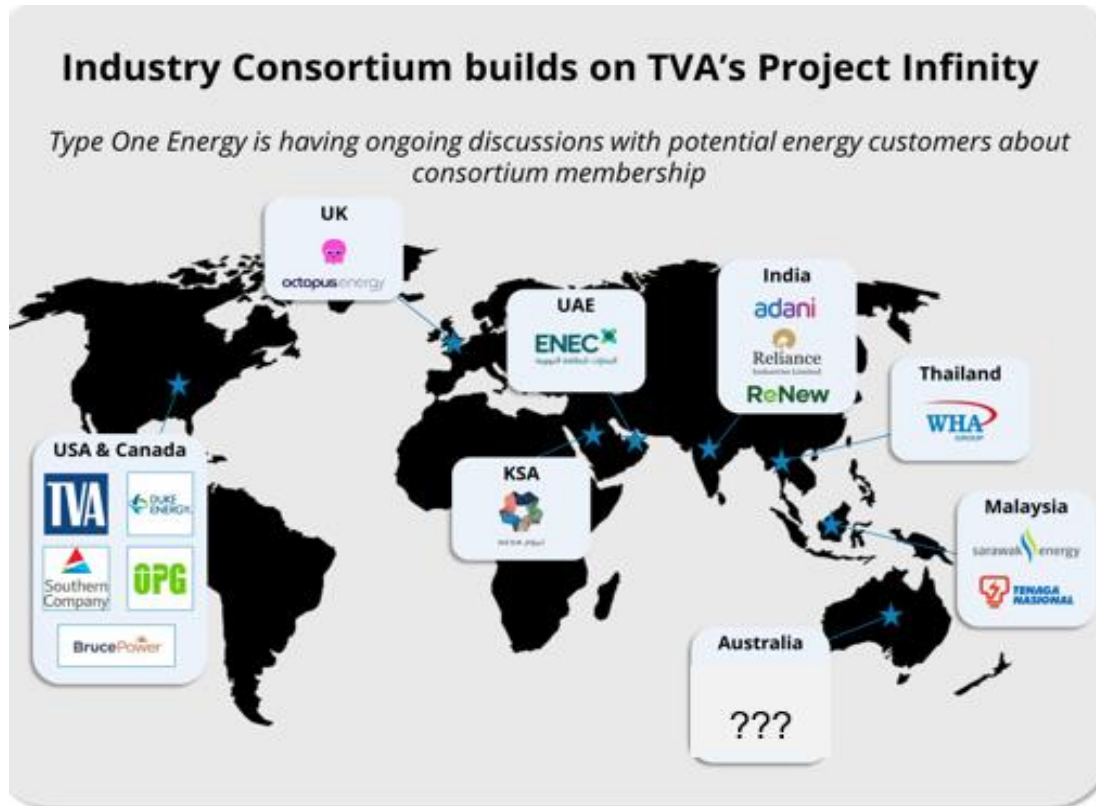 Industry Consortium builds on TVA's Project Infinity
Type One Energy is having ongoing discussions with potential energy customers about
consortium membership
UK
octopusenergy
UAE
ENEC
India
adani
Reliance
Industries Limited
ReNew
Thailand
WHA
GROUP
USA & Canada
TVA
DUKE
ENERGY.
Southern
Company
OPG
BrucePower
KSA
Malaysia
sarawak energy
TENAGA
NASIONAL
Australia
???